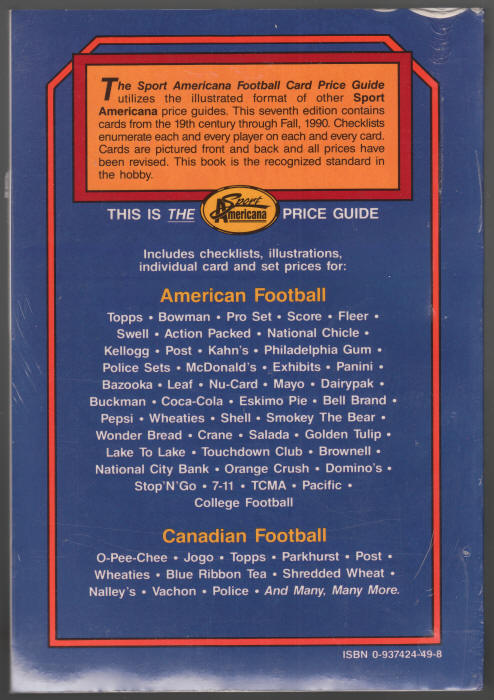 The Sport Americana Football Card Price Guide
utilizes the illustrated format of other Sport
Americana price guides. This seventh edition contains
cards from the 19th century through Fall, 1990. Checklists
enumerate each and every player on each and every card.
Cards are pictured front and back and all prices have
been revised. This book is the recognized standard in
the hobby.
THIS IS THE Sport Americana PRICE GUIDE
Includes checklists, illustrations,
individual card and set prices for:
American Football
Topps • Bowman • Pro Set • Score • Fleer •
Swell • Action Packed • National Chicle •
Kellogg • Post • Kahn's • Philadelphia Gum •
Police Sets • McDonald's • Exhibits • Panini •
Bazooka • Leaf • Nu-Card • Mayo • Dairypak •
Buckman • Coca-Cola • Eskimo Pie • Bell Brand •
Pepsi • Wheaties • Shell • Smokey The Bear •
Wonder Bread • Crane • Salada • Golden Tulip •
Lake To Lake • Touchdown Club • Brownell •
National City Bank • Orange Crush • Domino's •
Stop'N'Go • 7-11 • TCMA • Pacific •
College Football
Canadian Football
O-Pee-Chee • Jogo • Topps • Parkhurst • Post •
Wheaties • Blue Ribbon Tea • Shredded Wheat •
Nalley's • Vachon • Police • And Many, Many More.
ISBN 0-937424-49-8